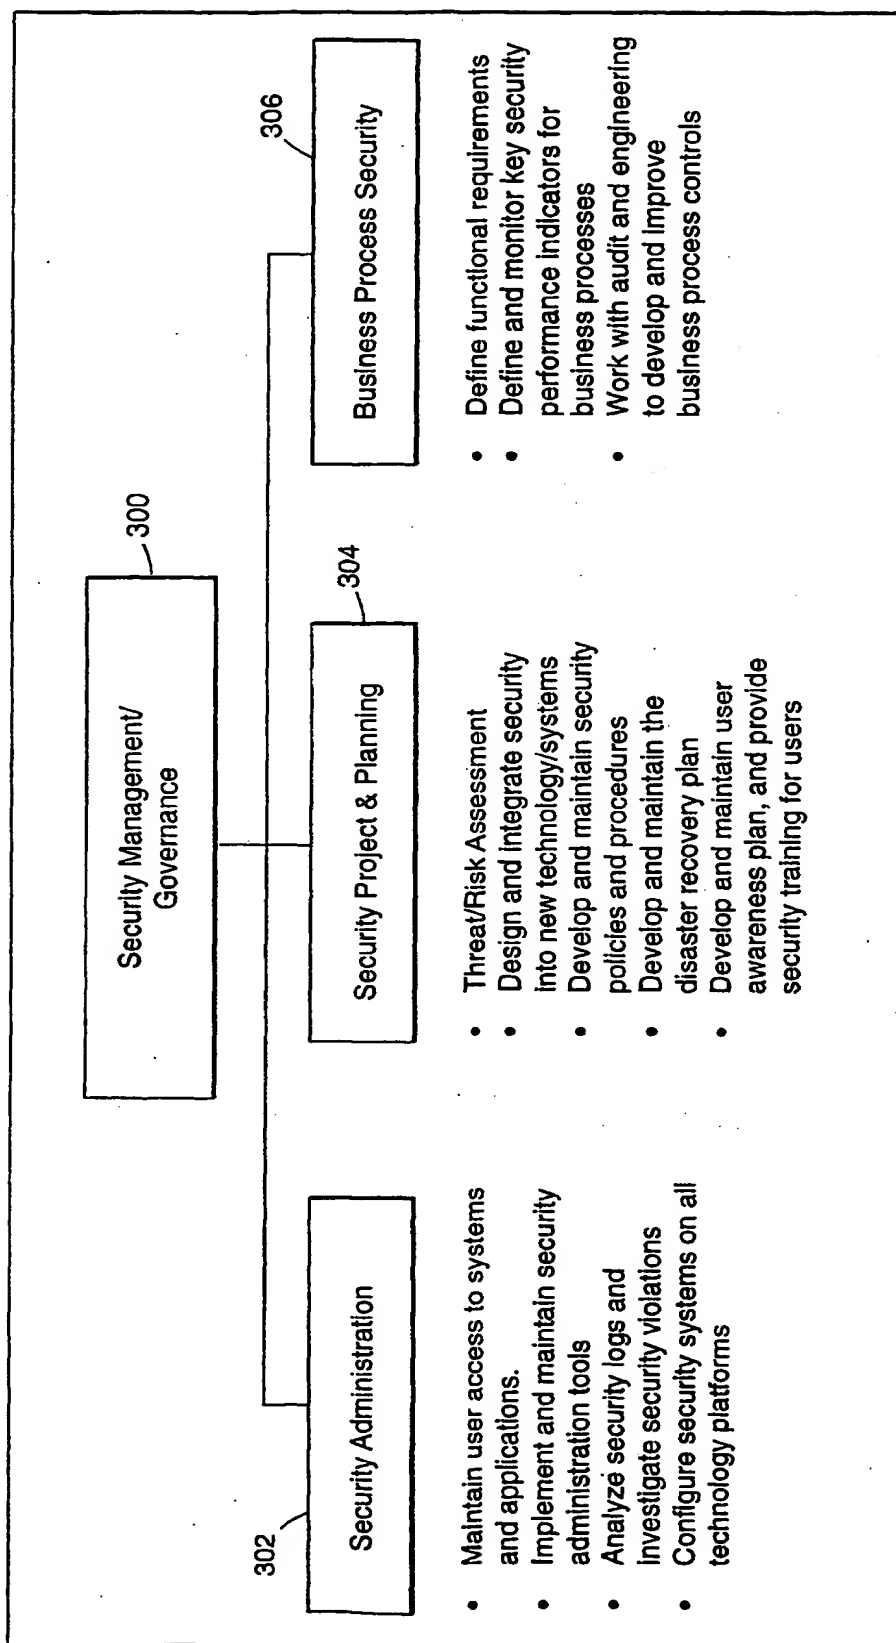 300
Security Management/
Governance
302
Security Administration
• Maintain user access to systems
and applications.
• Implement and maintain security
administration tools
• Analyze security logs and
investigate security violations
• Configure security systems on all
technology platforms
304
Security Project & Planning
• Threat/Risk Assessment
• Design and integrate security
into new technology/systems
• Develop and maintain security
policies and procedures
• Develop and maintain the
disaster recovery plan
• Develop and maintain user
awareness plan, and provide
security training for users
306
Business Process Security
• Define functional requirements
• Define and monitor key security
performance indicators for
business processes
• Work with audit and engineering
to develop and improve
business process controls